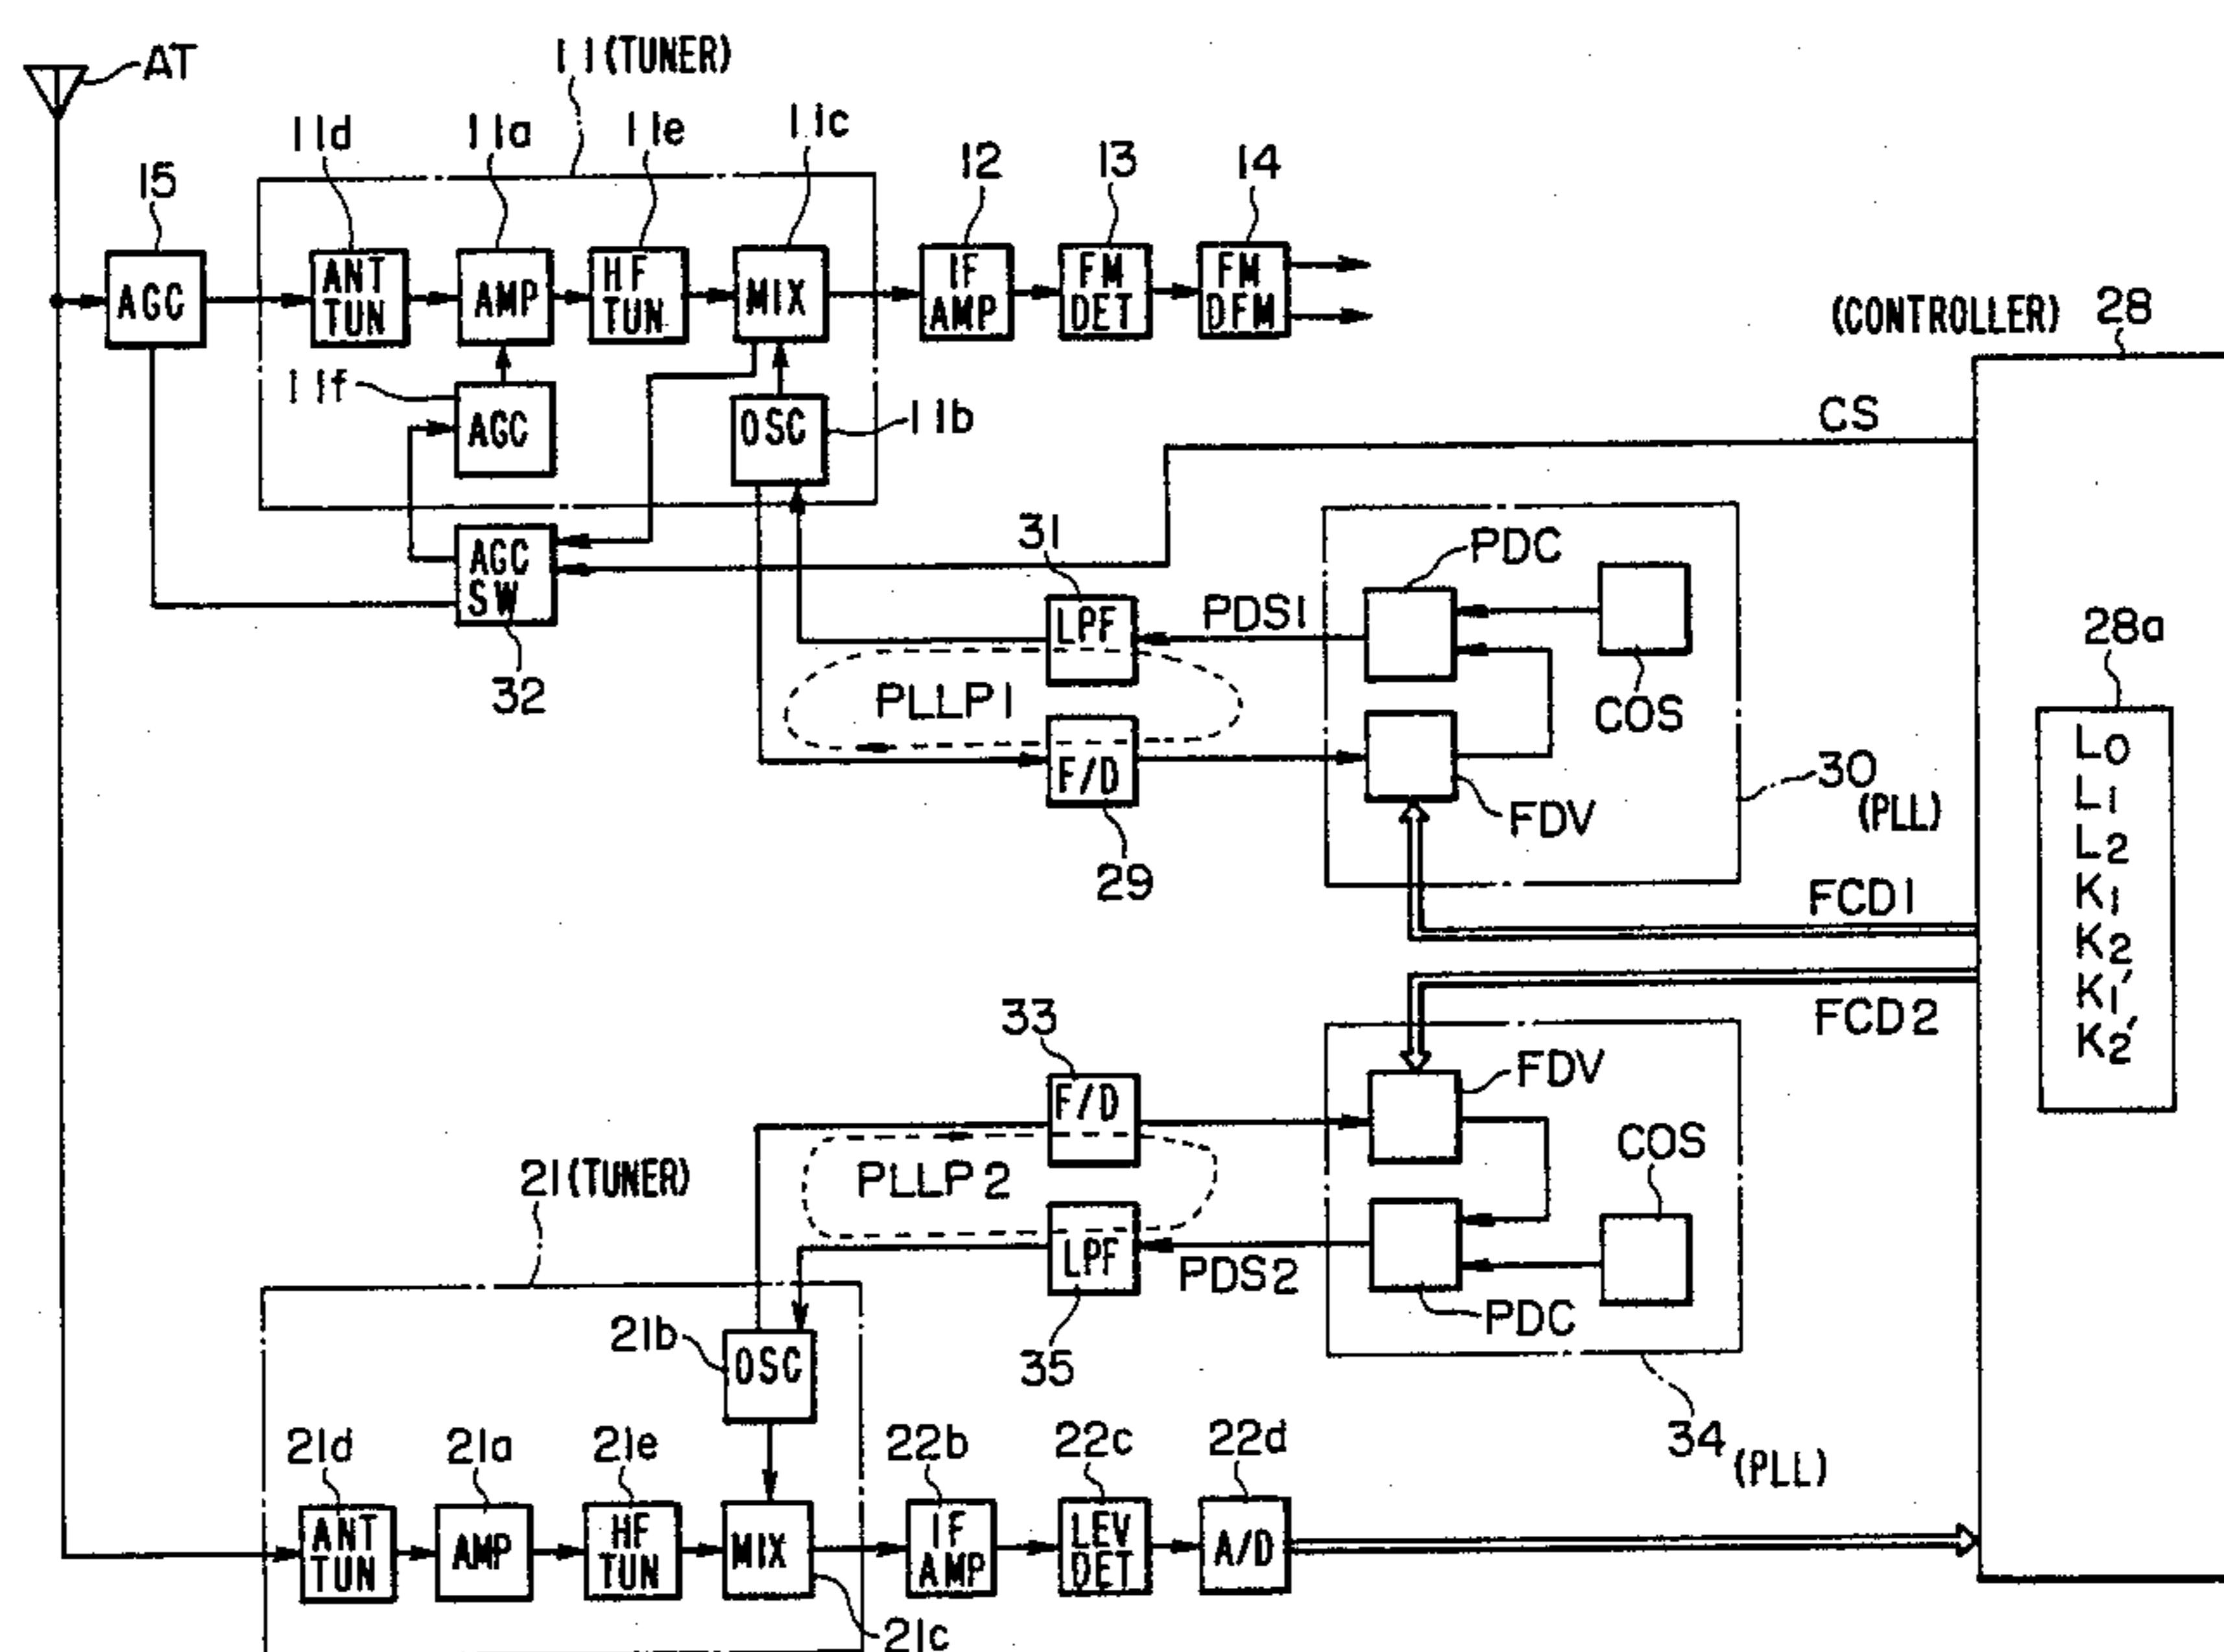 AT
11 (TUNER)
11d
11a
11e
11c
15
12
13
14
AGC
ANT
TUN
AMP
HF
TUN
MIX
IF
AMP
FM
DET
FM
DFM
(CONTROLLER) 28
11f
AGC
OSC
11b
CS
AGC
SW
32
31
LPF
PDS1
PDC
COS
PLLP1
F/D
29
FDV
30
(PLL)
28a
L0
L1
L2
K1
K2
K1'
K2'
FCD1
FCD2
33
F/D
FDV
COS
PLLP2
21 (TUNER)
LPF
35
PDS2
PDC
34 (PLL)
21b
OSC
21d
21a
21e
22b
22c
22d
ANT
TUN
AMP
HF
TUN
MIX
IF
AMP
LEV
DET
A/D
21c